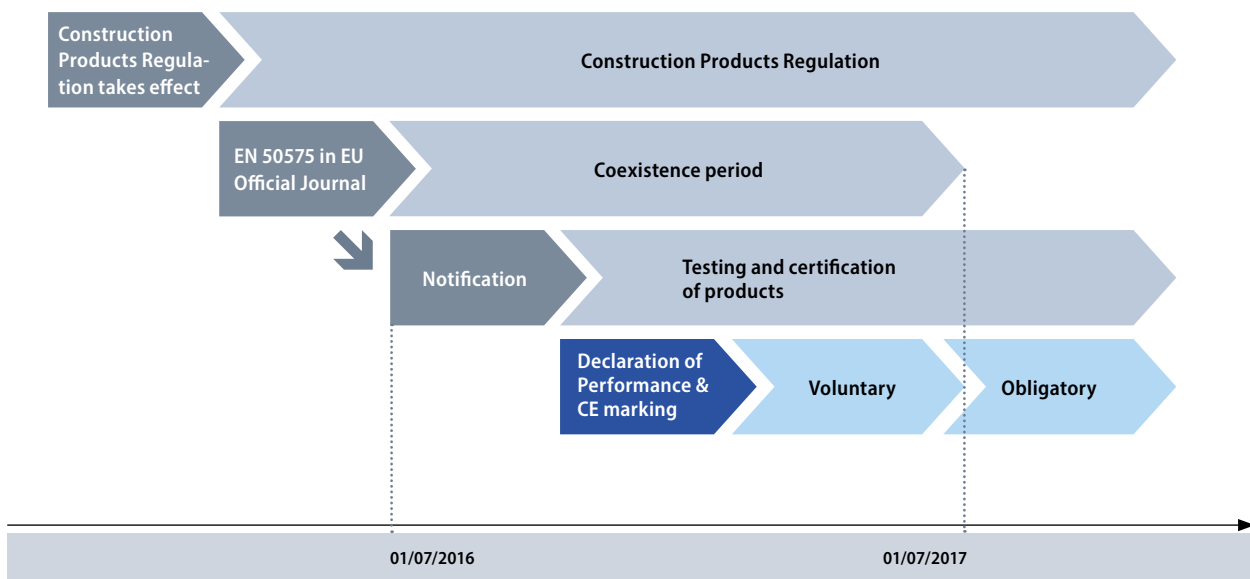 Construction
Products Regula-
tion takes effect
Construction Products Regulation
EN 50575 in EU
Official Journal
Coexistence period
Notification
Testing and certification
of products
Declaration of
Performance &
CE marking
Voluntary
Obligatory
01/07/2016
01/07/2017